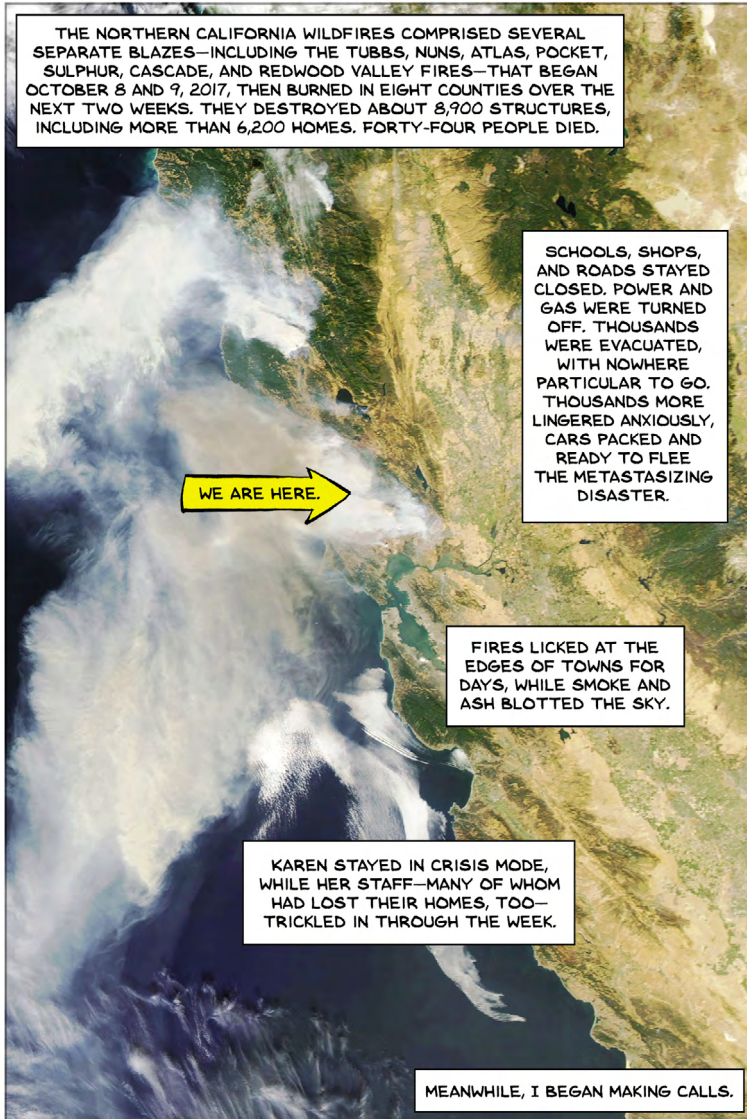 THE NORTHERN CALIFORNIA WILDFIRES COMPRISED SEVERAL
SEPARATE BLAZES—INCLUDING THE TUBBS, NUNS, ATLAS, POCKET,
SULPHUR, CASCADE, AND REDWOOD VALLEY FIRES—THAT BEGAN
OCTOBER 8 AND 9, 2017, THEN BURNED IN EIGHT COUNTIES OVER THE
NEXT TWO WEEKS. THEY DESTROYED ABOUT 8,900 STRUCTURES,
INCLUDING MORE THAN 6,200 HOMES. FORTY-FOUR PEOPLE DIED.
SCHOOLS, SHOPS,
AND ROADS STAYED
CLOSED. POWER AND
GAS WERE TURNED
OFF. THOUSANDS
WERE EVACUATED,
WITH NOWHERE
PARTICULAR TO GO.
THOUSANDS MORE
LINGERED ANXIOUSLY,
CARS PACKED AND
READY TO FLEE
THE METASTASIZING
DISASTER.
WE ARE HERE.
FIRES LICKED AT THE
EDGES OF TOWNS FOR
DAYS, WHILE SMOKE AND
ASH BLOTTED THE SKY.
KAREN STAYED IN CRISIS MODE,
WHILE HER STAFF—MANY OF WHOM
HAD LOST THEIR HOMES, TOO—
TRICKLED IN THROUGH THE WEEK.
MEANWHILE, I BEGAN MAKING CALLS.